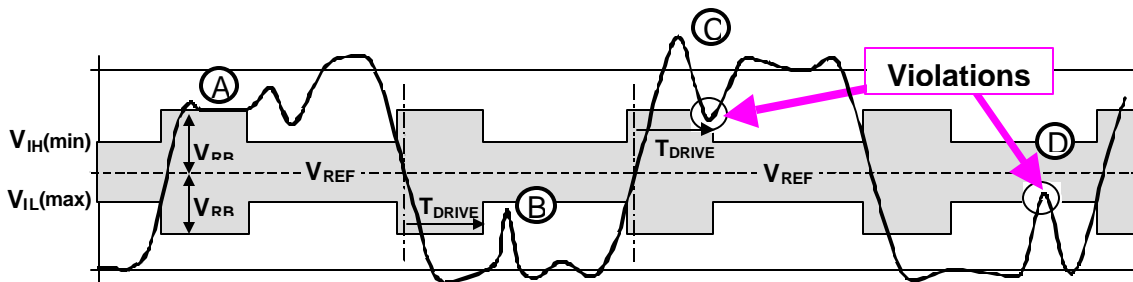 C
Violations
A
VIH(min)
VRB
TDRIVE
D
VREF
VREF
VIL(max)
VRB
TDRIVE
B